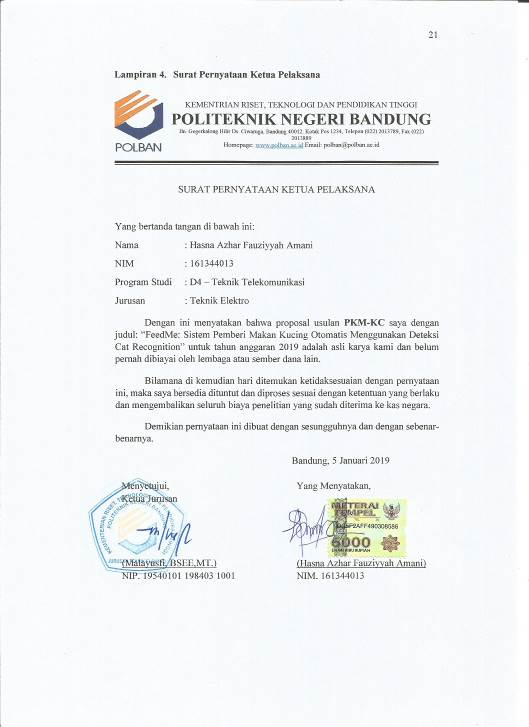 21
Lampiran 4. Surat Pernyataan Ketua Pelaksana
POLBAN
KEMENTRIAN RISET, TEKNOLOGI DAN PENDIDIKAN TINGGI
POLITEKNIK NEGERI BANDUNG
Jln. Gegerkalong Hilir Ds. Ciwaruga, Bandung 40012, Kotak Pos 1234, Telepon (022) 2013789, Fax (022)
2013889
Homepage: www.polban.ac.id Email: polban@polban.ac.id
SURAT PERNYATAAN KETUA PELAKSANA
Yang bertanda tangan di bawah ini:
Nama : Hasna Azhar Fauziyyah Amani
NIM : 161344013
Program Studi : D4 – Teknik Telekomunikasi
Jurusan : Teknik Elektro
Dengan ini menyatakan bahwa proposal usulan PKM-KC saya dengan
judul: “FeedMe: Sistem Pemberi Makan Kucing Otomatis Menggunakan Deteksi
Cat Recognition” untuk tahun anggaran 2019 adalah asli karya kami dan belum
pernah dibiayai oleh lembaga atau sember dana lain.
Bilamana di kemudian hari ditemukan ketidaksesuaian dengan pernyataan
ini, maka saya bersedia dituntut dan diproses sesuai dengan ketentuan yang berlaku
dan mengembalikan seluruh biaya penelitian yang sudah diterima ke kas negara.
Demikian pernyataan ini dibuat dengan sesungguhnya dan dengan sebenar-
benarnya.
Bandung, 5 Januari 2019
Menyetujui,
Ketua Jurusan
(Malayusfi, BSEE,MT.)
NIP. 19540101 198403 1001
Yang Menyatakan,
METERAI
TEMPEL
6000
ENAM RIBU RUPIAH
(Hasna Azhar Fauziyyah Amani)
NIM. 161344013